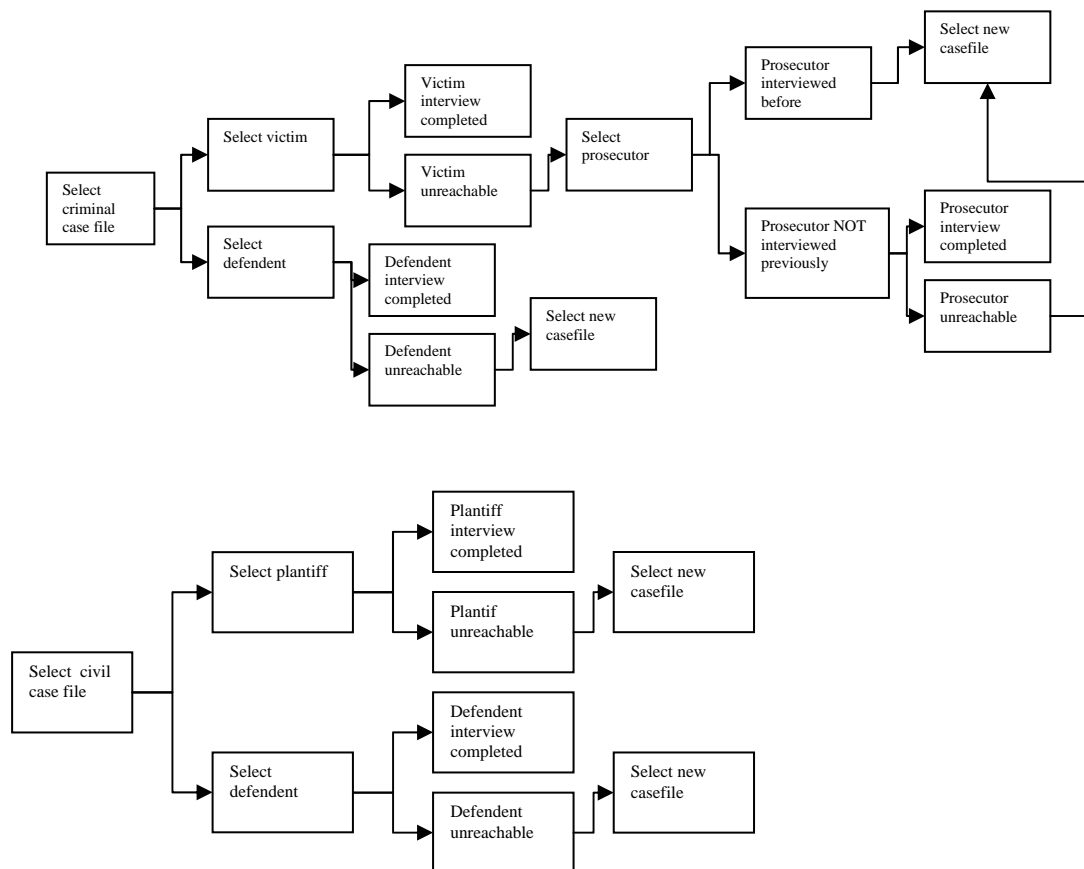 Select new
casefile
Prosecutor
interviewed
before
Victim
interview
completed
Select victim
Select
prosecutor
Victim
unreachable
Select
criminal
case file
Prosecutor
interview
completed
Prosecutor NOT
interviewed
previously
Select
defendent
Defendent
interview
completed
Prosecutor
unreachable
Select new
casefile
Defendent
unreachable
Plantiff
interview
completed
Select plantiff
Select new
casefile
Plantif
unreachable
Select civil
case file
Defendent
interview
completed
Select
defendent
Select new
casefile
Defendent
unreachable